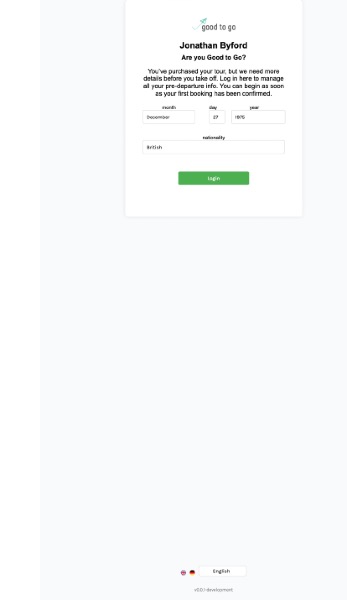 good to go
Jonathan Byford
Are you Good to Go?
You've purchased your tour, but we need more
details before you take off. Log in here to manage
all your pre-departure info. You can begin as soon
as your first booking has been confirmed.
month day year
December 27 1975
nationality
British
login
English
v0.0.1-development